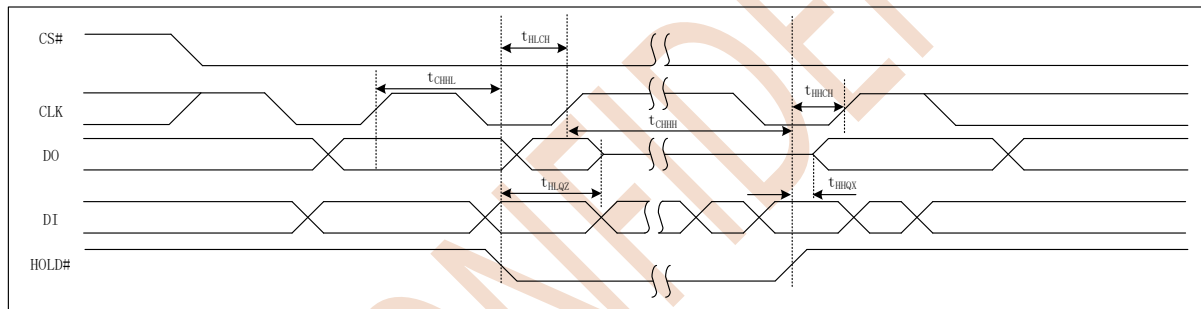 CS#
tHLCH
tCHHL
CLK
tHHCH
tCHHH
DO
tHLQZ
tHHQX
DI
HOLD#